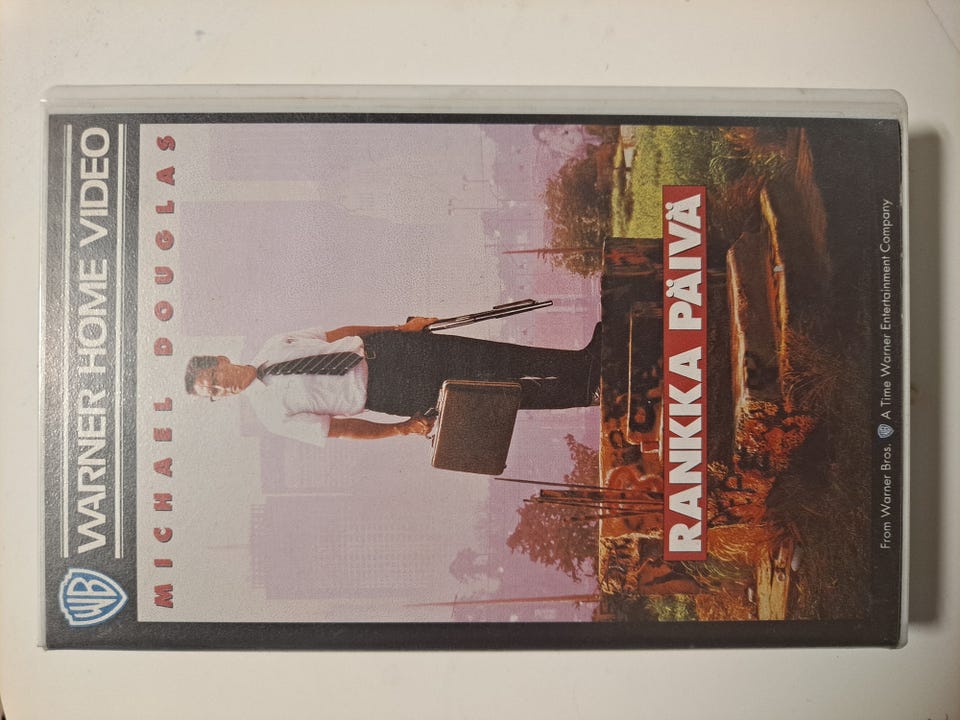 WB
WARNER HOME VIDEO
MICHAEL DOUGLAS
RANKKA PÄIVÄ
From Warner Bros. A Time Warner Entertainment Company